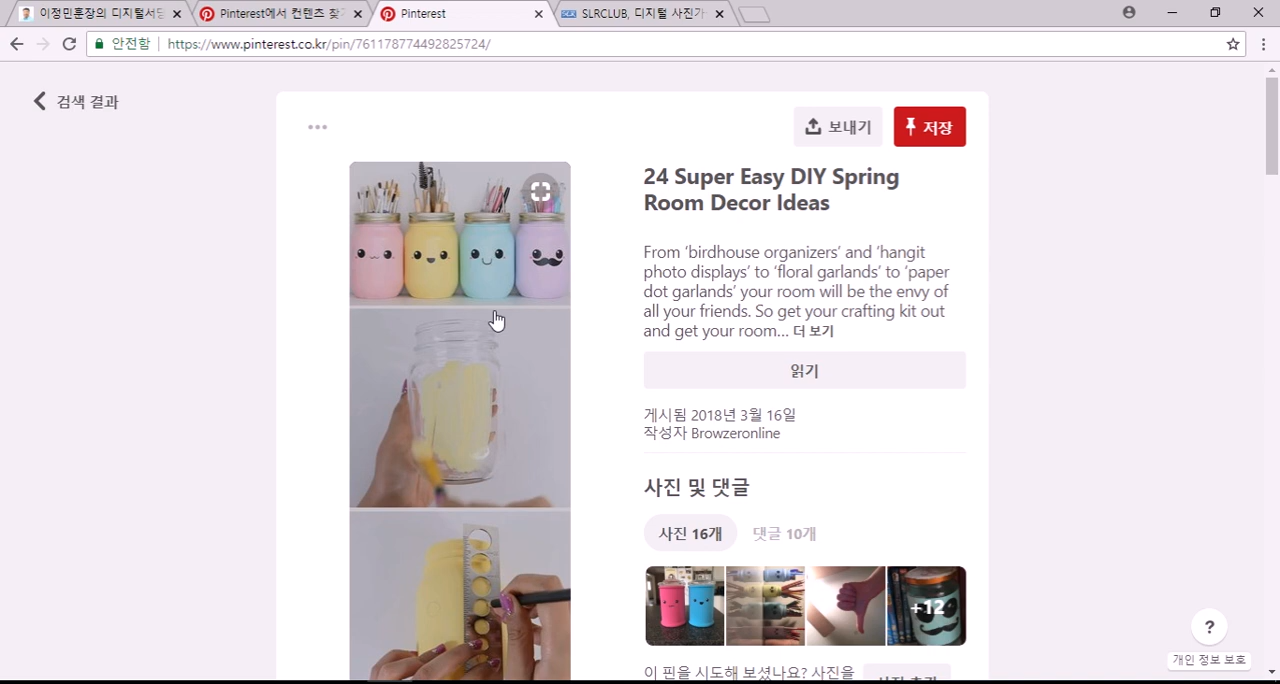 이정민훈장의 디지털서당
Pinterest에서 컨텐츠 찾기
Pinterest
SLRCLUB, 디지털 사진가
안전함
https://www.pinterest.co.kr/pin/761178774492825724/
검색 결과
보내기
저장
24 Super Easy DIY Spring
Room Decor Ideas
From ‘birdhouse organizers’ and ‘hangit
photo displays’ to ‘floral garlands’ to ‘paper
dot garlands’ your room will be the envy of
all your friends. So get your crafting kit out
and get your room... 더 보기
읽기
게시됨 2018년 3월 16일
작성자 Browzeronline
사진 및 댓글
사진 16개
댓글 10개
+12
?
개인 정보 보호
이 핀을 시도해 보셨나요? 사진을